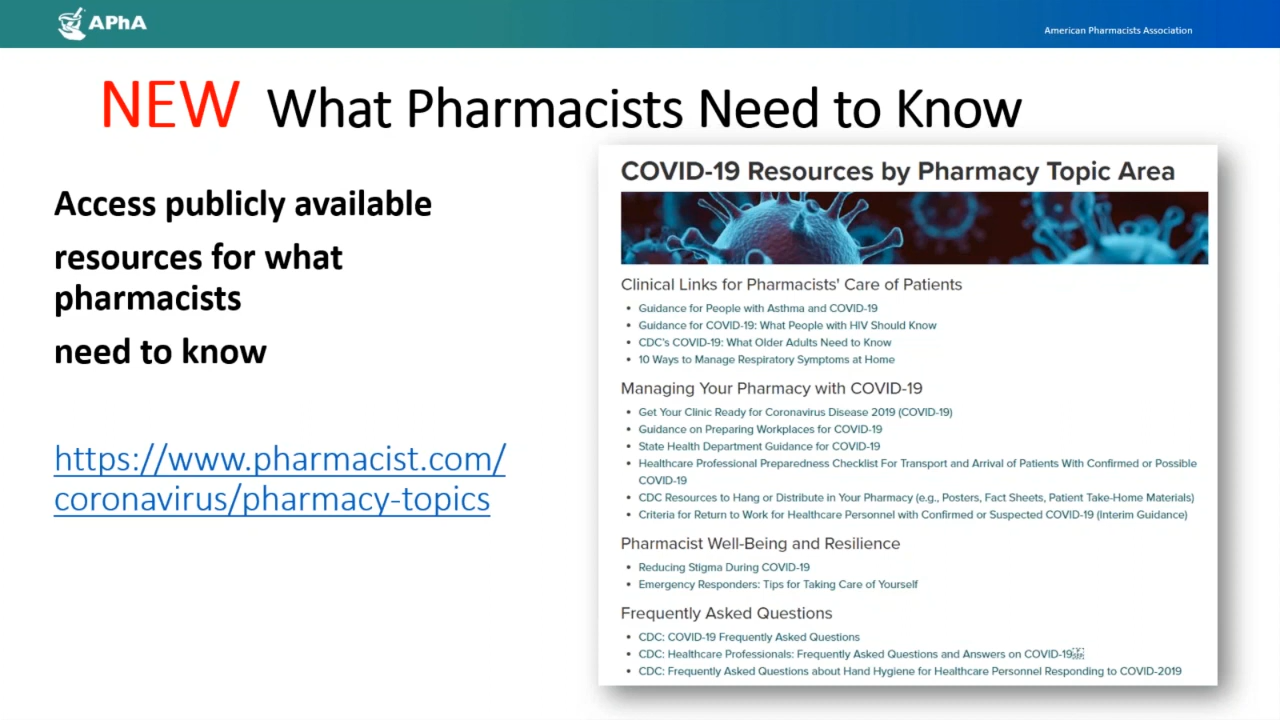 APhA
American Pharmacists Association
NEW What Pharmacists Need to Know
Access publicly available
resources for what
pharmacists
need to know
https://www.pharmacist.com/
coronavirus/pharmacy-topics
COVID-19 Resources by Pharmacy Topic Area
Clinical Links for Pharmacists' Care of Patients
• Guidance for People with Asthma and COVID-19
• Guidance for COVID-19: What People with HIV Should Know
• CDC's COVID-19: What Older Adults Need to Know
• 10 Ways to Manage Respiratory Symptoms at Home
Managing Your Pharmacy with COVID-19
• Get Your Clinic Ready for Coronavirus Disease 2019 (COVID-19)
• Guidance on Preparing Workplaces for COVID-19
• State Health Department Guidance for COVID-19
• Healthcare Professional Preparedness Checklist For Transport and Arrival of Patients With Confirmed or Possible
COVID-19
• CDC Resources to Hang or Distribute in Your Pharmacy (e.g., Posters, Fact Sheets, Patient Take-Home Materials)
• Criteria for Return to Work for Healthcare Personnel with Confirmed or Suspected COVID-19 (Interim Guidance)
Pharmacist Well-Being and Resilience
• Reducing Stigma During COVID-19
• Emergency Responders: Tips for Taking Care of Yourself
Frequently Asked Questions
• CDC: COVID-19 Frequently Asked Questions
• CDC: Healthcare Professionals: Frequently Asked Questions and Answers on COVID-19
• CDC: Frequently Asked Questions about Hand Hygiene for Healthcare Personnel Responding to COVID-2019